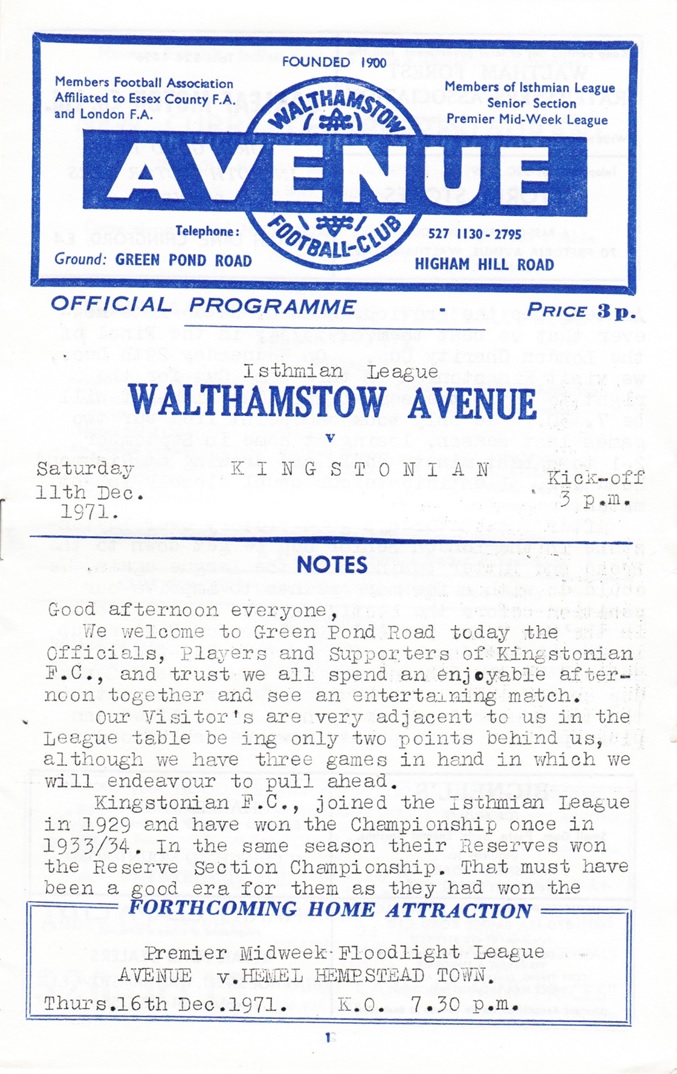 FOUNDED 1900
Members Football Association
Affiliated to Essex County F.A.
and London F.A.
Members of Isthmian League
Senior Section
Premier Mid-Week League
WALTHAMSTOW
AVENUE
FOOTBALL-CLUB
Telephone:
527 1130 - 2795
Ground: GREEN POND ROAD
HIGHAM HILL ROAD
OFFICIAL PROGRAMME - PRICE 3p.
Isthmian League
WALTHAMSTOW AVENUE
v
Saturday
11th Dec.
1971.
KINGSTONIAN
Kick-off
3 p.m.
NOTES
Good afternoon everyone,
We welcome to Green Pond Road today the
Officials, Players and Supporters of Kingstonian
F.C., and trust we all spend an enjoyable after-
noon together and see an entertaining match.
Our Visitor's are very adjacent to us in the
League table be ing only two points behind us,
although we have three games in hand in which we
will endeavour to pull ahead.
Kingstonian F.C., joined the Isthmian League
in 1929 and have won the Championship once in
1933/34. In the same season their Reserves won
the Reserve Section Championship. That must have
been a good era for them as they had won the
FORTHCOMING HOME ATTRACTION
Premier Midweek Floodlight League
AVENUE v.HEMEL HEMPSTEAD TOWN.
Thurs.16th Dec.1971. K.O. 7.30 p.m.
1